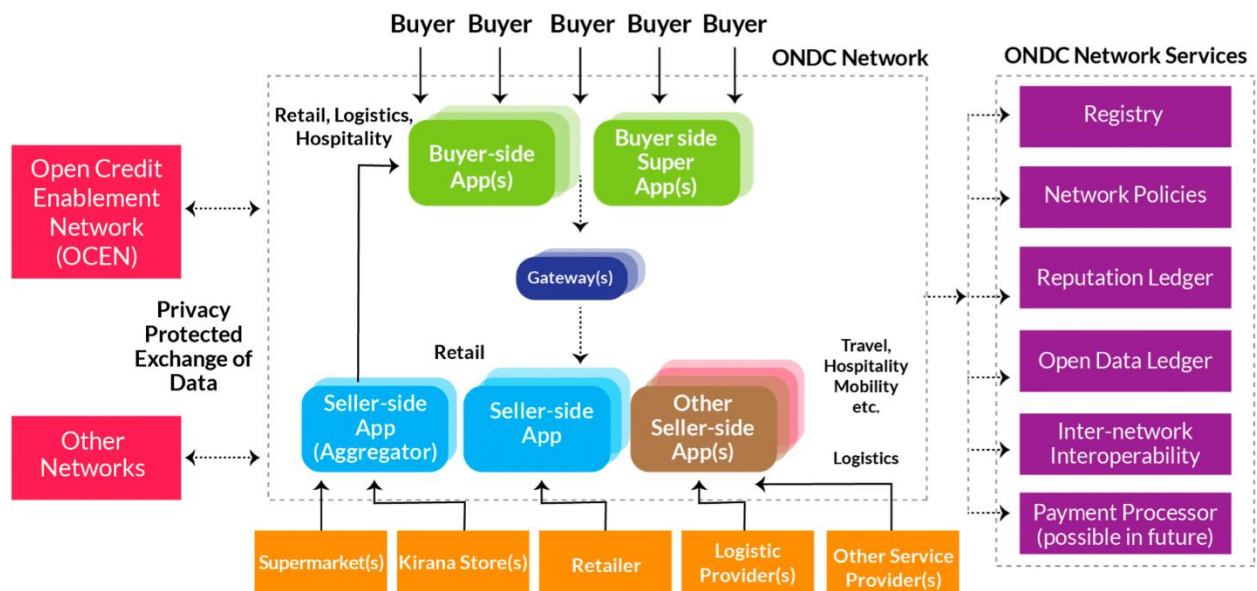 Buyer Buyer Buyer Buyer Buyer
ONDC Network
ONDC Network Services
Retail, Logistics,
Hospitality
Buyer-side
App(s)
Buyer side
Super
App(s)
Open Credit
Enablement
Network
(OCEN)
Gateway(s)
Privacy
Protected
Exchange of
Data
Retail
Travel,
Hospitality
Mobility
etc.
Seller-side
App
(Aggregator)
Seller-side
App
Other
Seller-side
App(s)
Other
Networks
Logistics
Supermarket(s)
Kirana Store(s)
Retailer
Logistic
Provider(s)
Other Service
Provider(s)
Registry
Network Policies
Reputation Ledger
Open Data Ledger
Inter-network
Interoperability
Payment Processor
(possible in future)